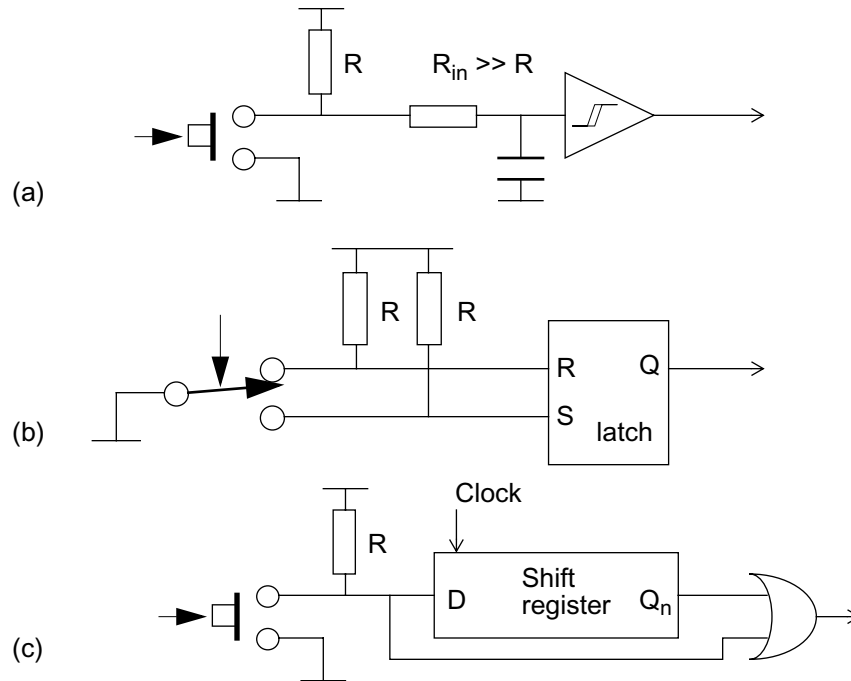 R
R_in >> R
(a)
R
R
R
Q
S
latch
(b)
Clock
R
Shift
register
D
Q_n
(c)